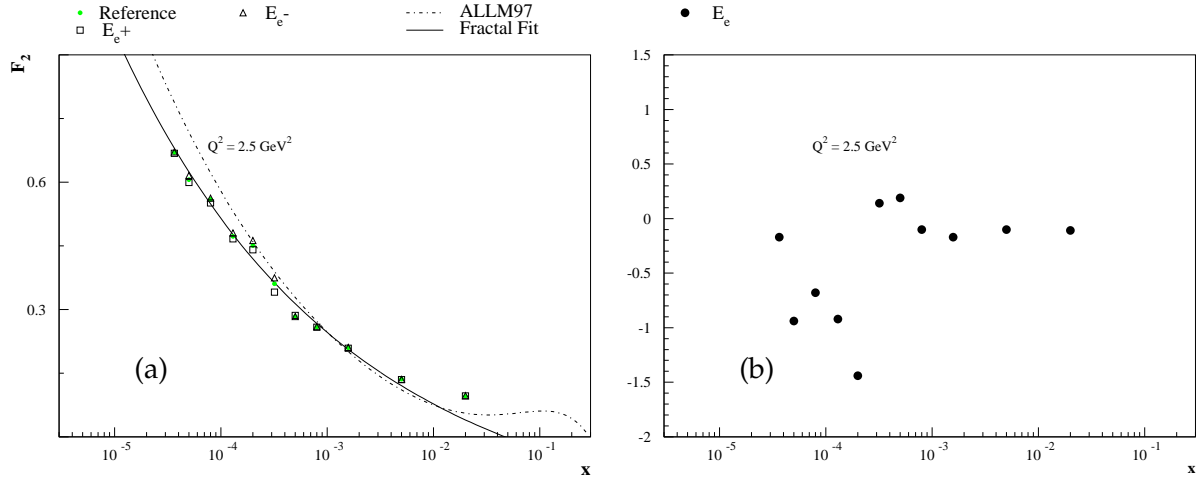 Reference E_e- ALLM97
E_e+ Fractal Fit
F_2
Q^2 = 2.5 GeV^2
0.6
0.3
(a)
10^-5 10^-4 10^-3 10^-2 10^-1
x
E_e
1.5
1
0.5
0
-0.5
-1
-1.5
-2
Q^2 = 2.5 GeV^2
(b)
10^-5 10^-4 10^-3 10^-2 10^-1
x